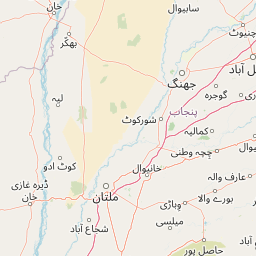 خان
ساہیوال
چنیوٹ
بھکر
ل آباد
جھنگ
گوجرہ
لیہ
پنجاب
شورکوٹ
کمالیہ
چیچہ وطنی
کوٹ ادو
خانیوال
عارف والہ
ڈیرہ غازی
خان
ملتان
بورے والا
وہاڑی
میلسی
شجاع آباد
حاصل پور